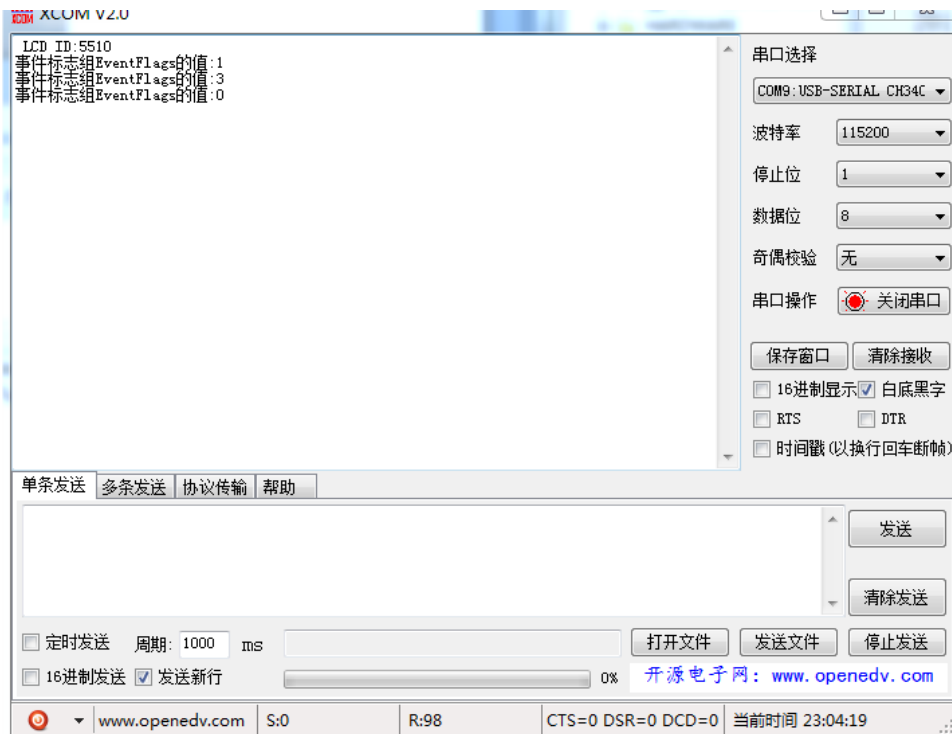 XCOM V2.0
LCD ID:5510
事件标志组EventFlags的值:1
事件标志组EventFlags的值:3
事件标志组EventFlags的值:0
串口选择
COM9:USB-SERIAL CH34C
波特率 115200
停止位 1
数据位 8
奇偶校验 无
串口操作 关闭串口
保存窗口 清除接收
16进制显示 白底黑字
RTS DTR
时间戳(以换行回车断帧)
单条发送 多条发送 协议传输 帮助
发送
清除发送
定时发送 周期: 1000 ms 打开文件 发送文件 停止发送
16进制发送 发送新行 0% 开源电子网: www.openedv.com
www.openedv.com S:0 R:98 CTS=0 DSR=0 DCD=0 当前时间 23:04:19